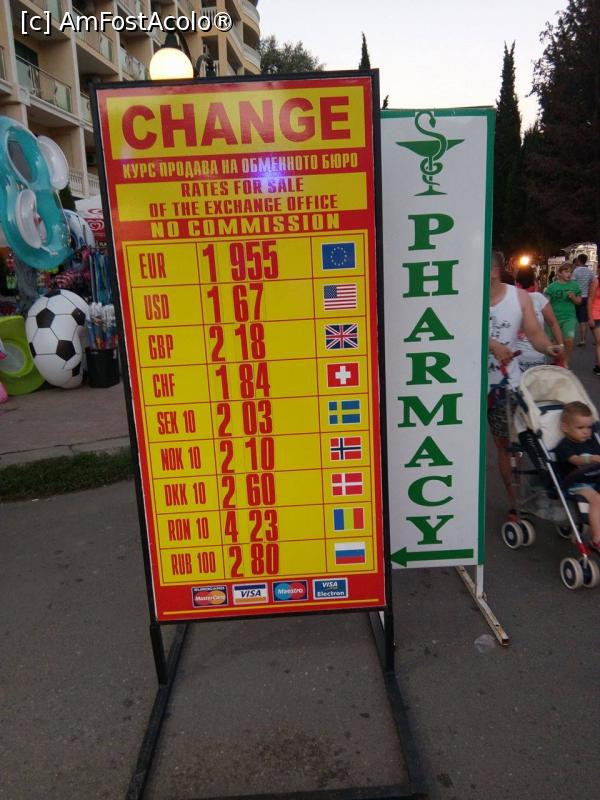 [c] AmFostAcolo®
CHANGE
КУРС ПРОДАВА НА ОБМЕННОТО БЮРО
RATES FOR SALE
OF THE EXCHANGE OFFICE
NO COMMISSION
EUR 1 955
USD 1 67
GBP 2 18
CHF 1 84
SEK 10 2 03
NOK 10 2 10
DKK 10 2 60
RON 10 4 23
RUB 100 2 80
MasterCard VISA Maestro VISA Electron
PHARMACY